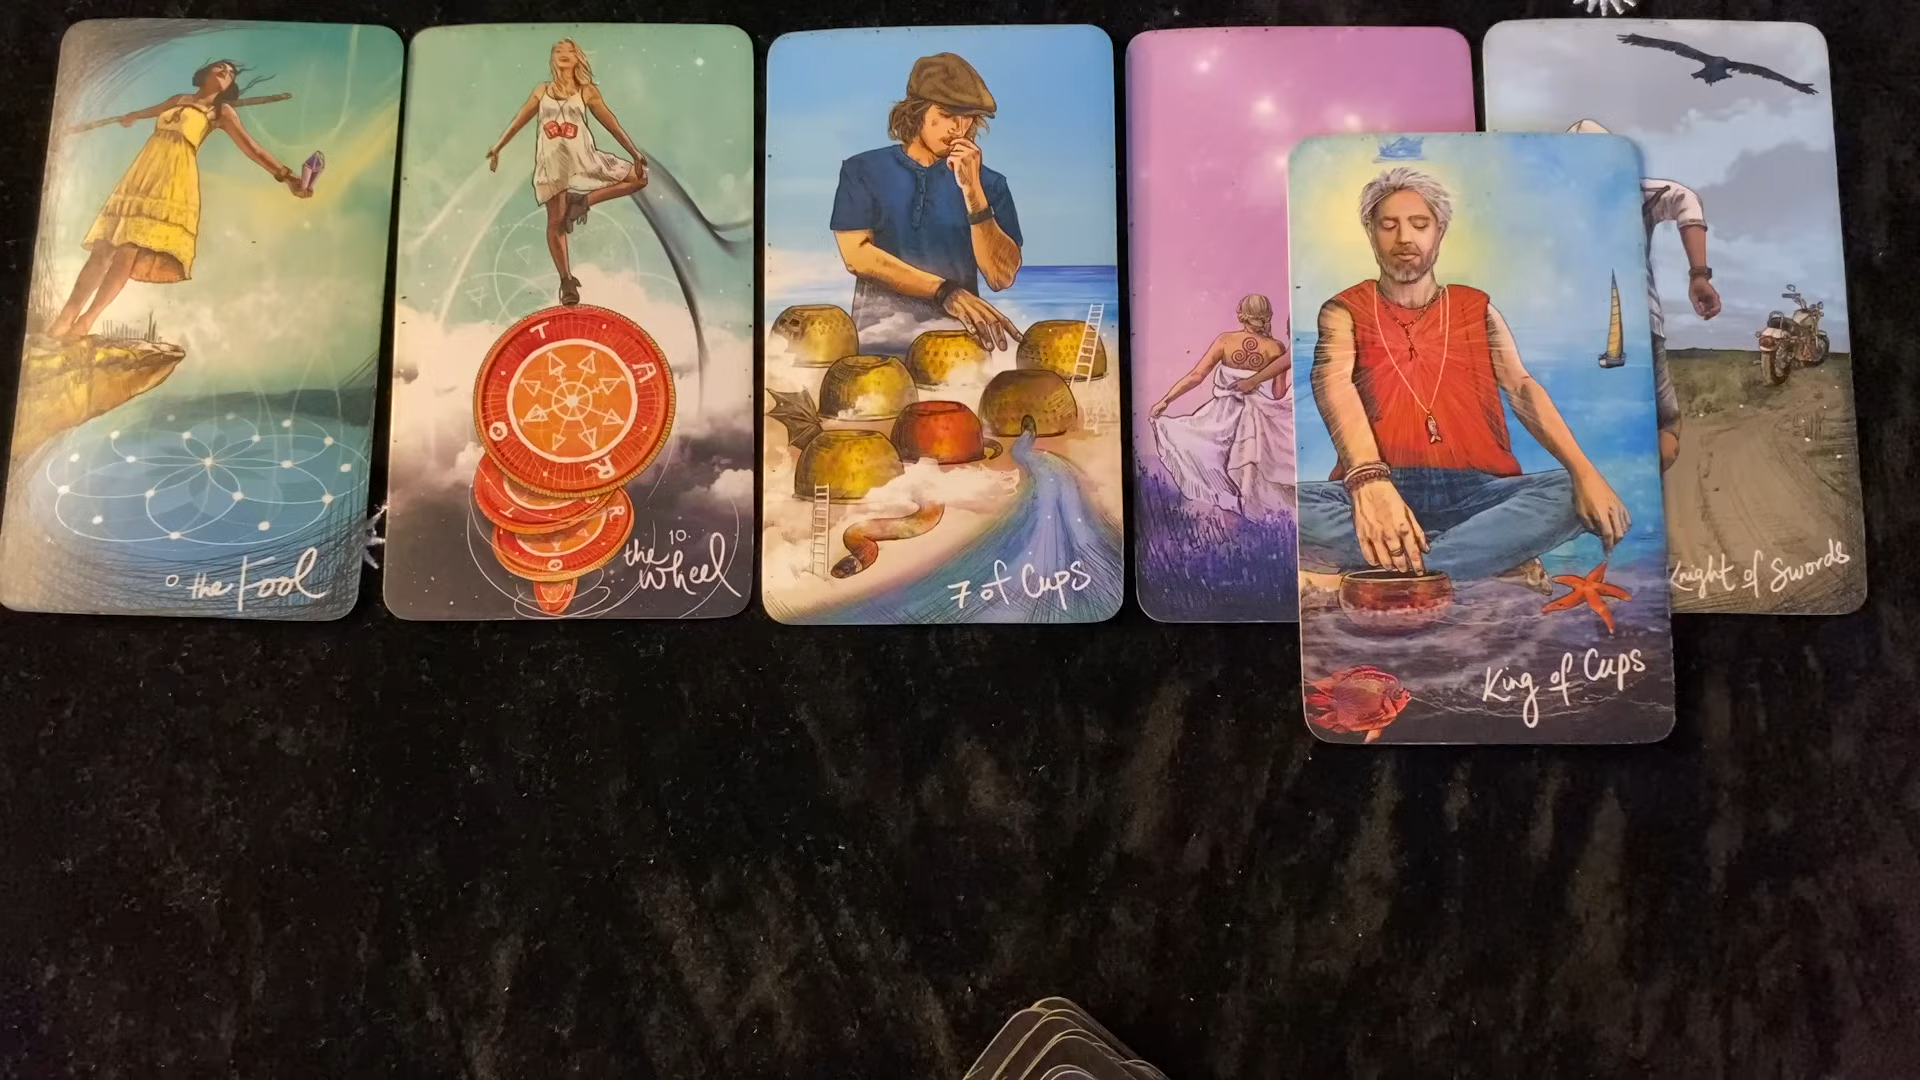 0 the Fool
T
A
R
O
10.
the Wheel
7 of Cups
King of Cups
Knight of Swords